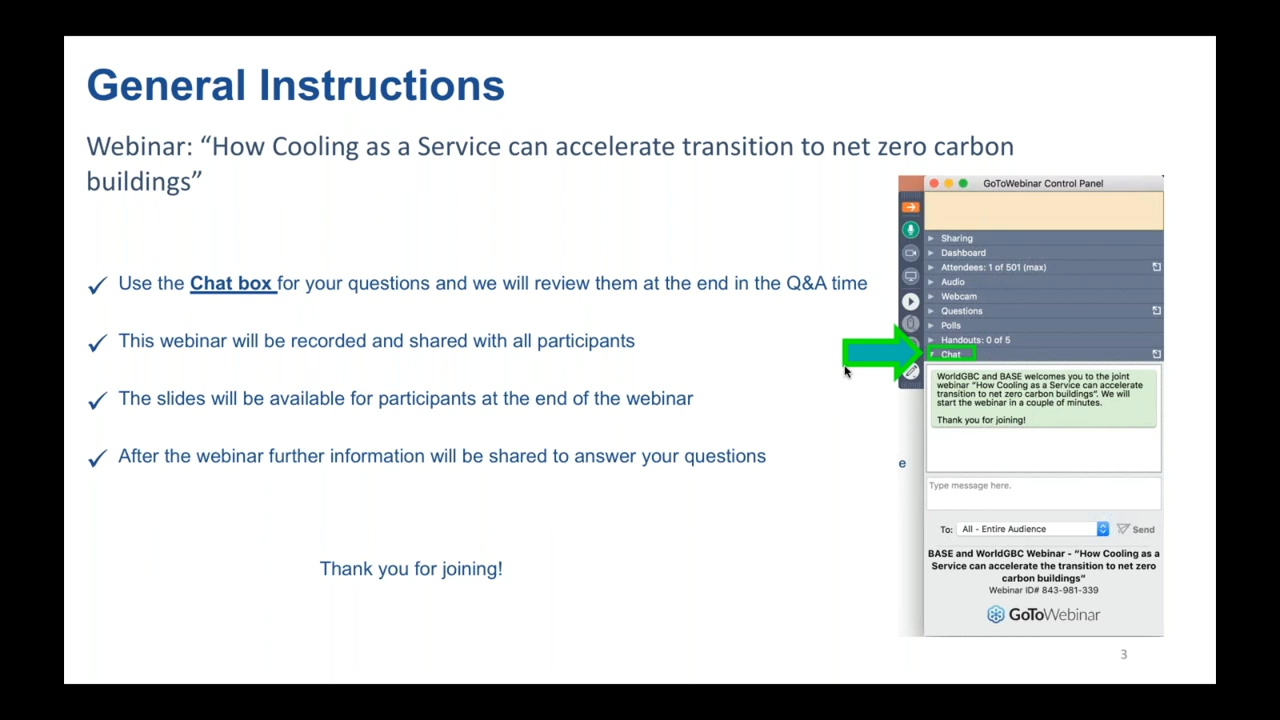 General Instructions
Webinar: “How Cooling as a Service can accelerate transition to net zero carbon
buildings”
Use the Chat box for your questions and we will review them at the end in the Q&A time
This webinar will be recorded and shared with all participants
The slides will be available for participants at the end of the webinar
After the webinar further information will be shared to answer your questions
Thank you for joining!
GoToWebinar Control Panel
Sharing
Dashboard
Attendees: 1 of 501 (max)
Audio
Webcam
Questions
Polls
Handouts: 0 of 5
Chat
WorldGBC and BASE welcomes you to the joint
webinar “How Cooling as a Service can accelerate
transition to net zero carbon buildings”. We will
start the webinar in a couple of minutes.
Thank you for joining!
e
Type message here.
To: All - Entire Audience Send
BASE and WorldGBC Webinar - “How Cooling as a
Service can accelerate the transition to net zero
carbon buildings”
Webinar ID# 843-981-339
GoToWebinar
3